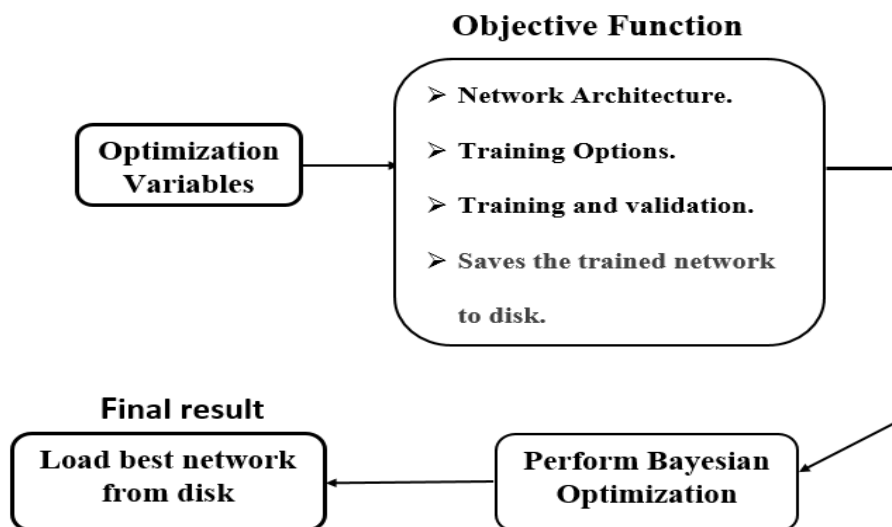 Objective Function
Optimization
Variables
➢ Network Architecture.
➢ Training Options.
➢ Training and validation.
➢ Saves the trained network
to disk.
Final result
Load best network
from disk
Perform Bayesian
Optimization